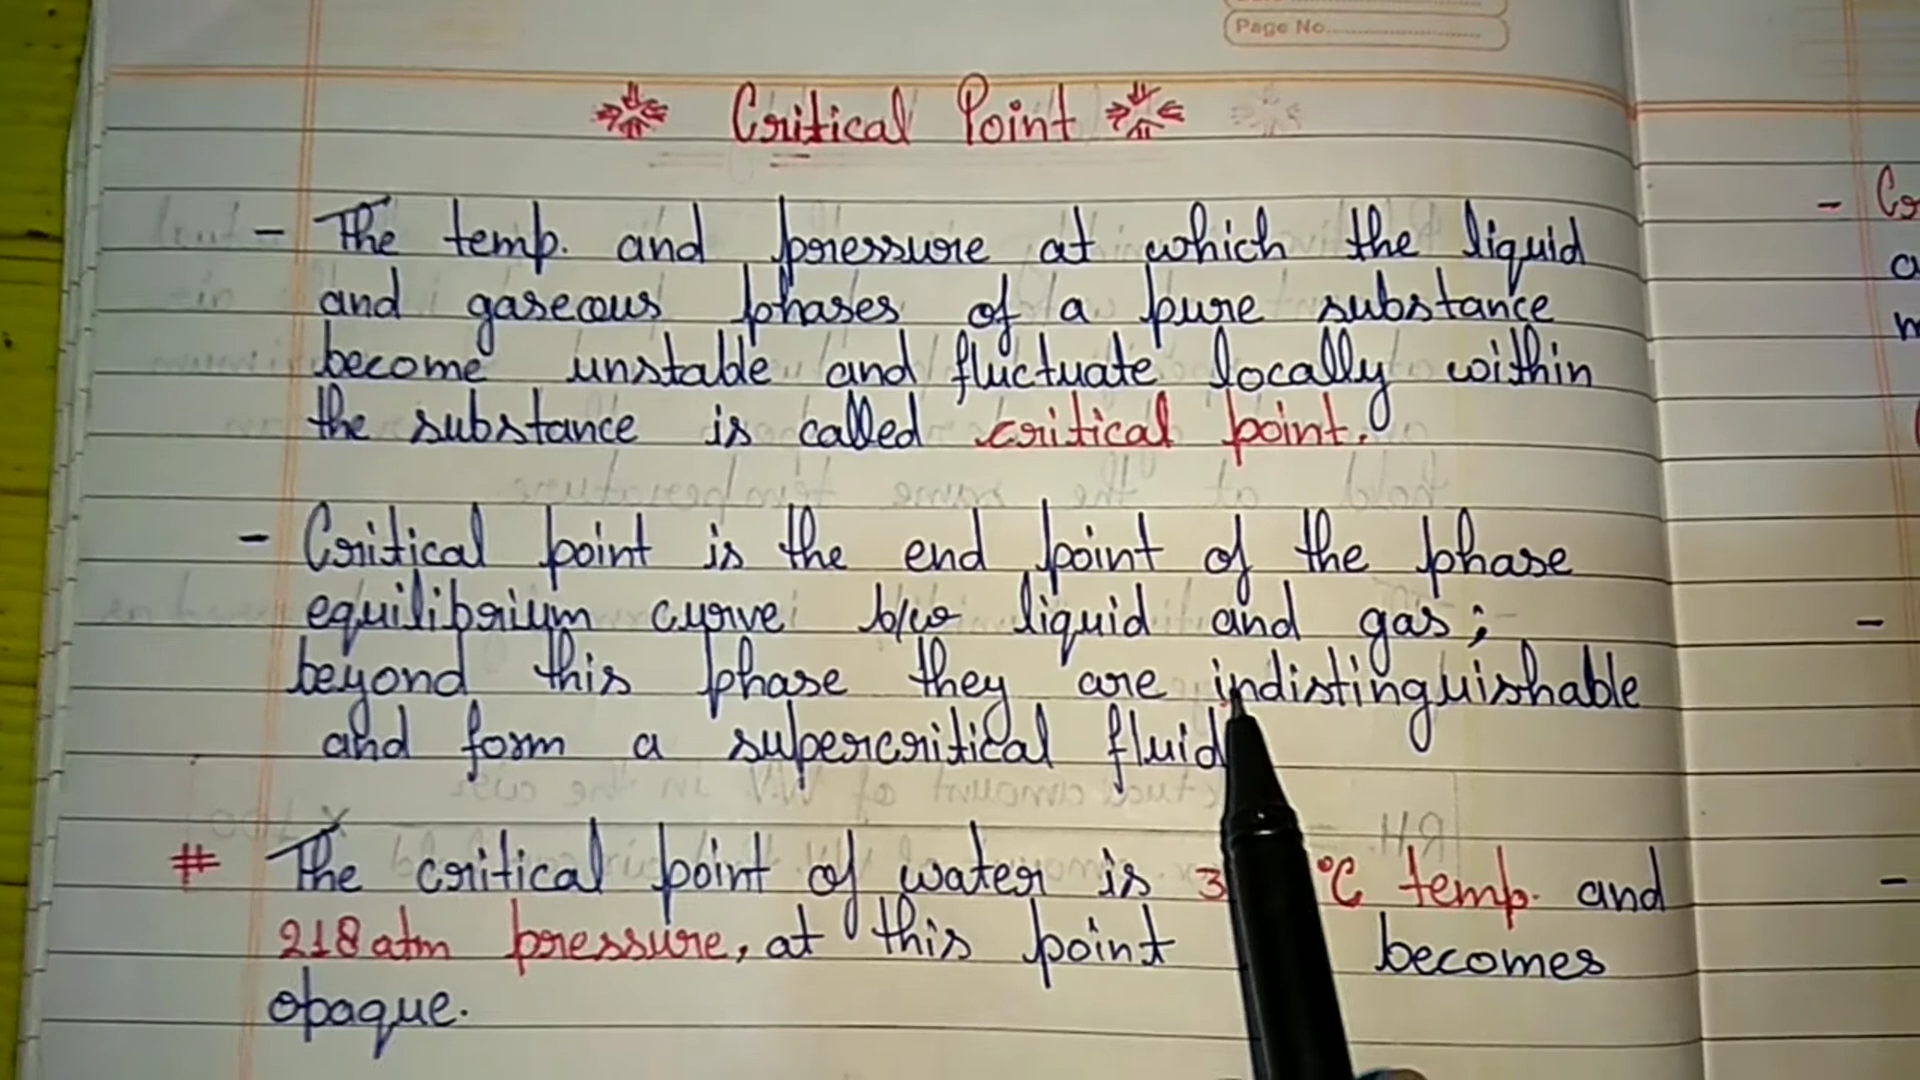 Page No.
Critical Point
- The temp. and pressure at which the liquid
and gaseous phases of a pure substance
become unstable and fluctuate locally within
the substance is called critical point.
- Critical point is the end point of the phase
equilibrium curve b/w liquid and gas;
beyond this phase they are indistinguishable
and form a supercritical fluid
# The critical point of water is 3 °C temp. and
218 atm pressure, at this point becomes
opaque.